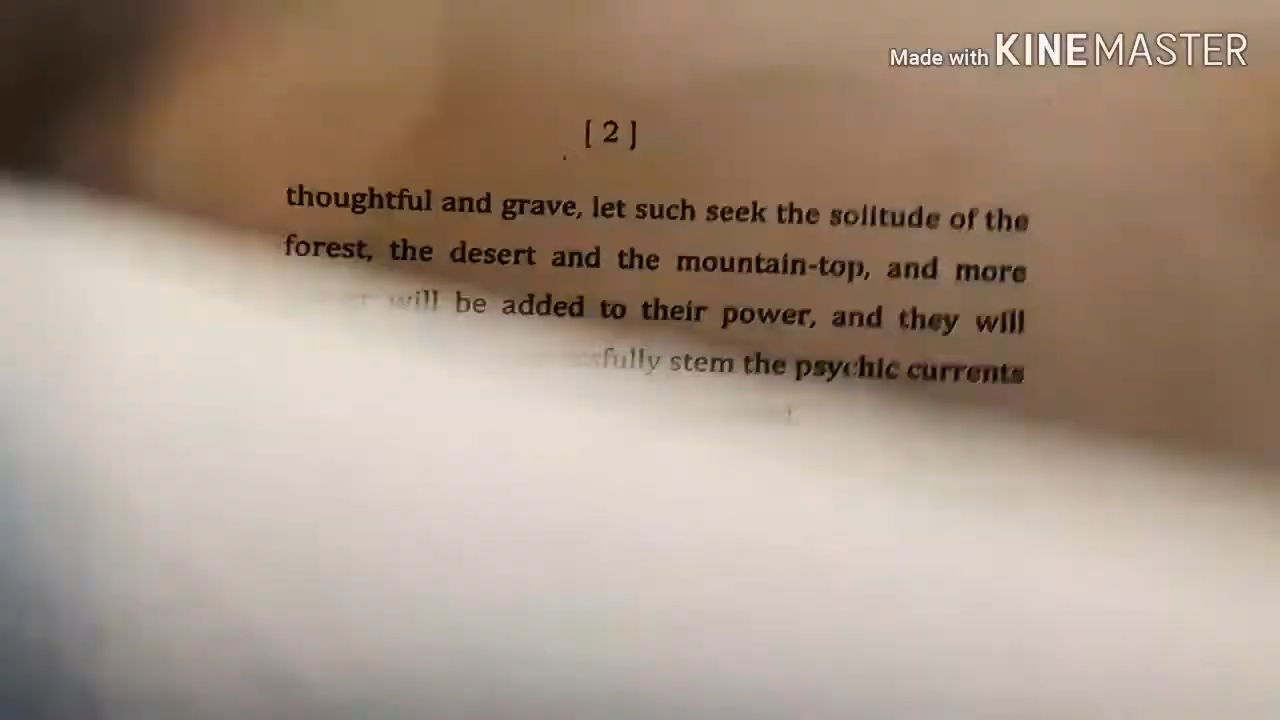 Made with KINEMASTER
[ 2 ]
thoughtful and grave, let such seek the solitude of the
forest, the desert and the mountain-top, and more
will be added to their power, and they will
stem the psychic currents